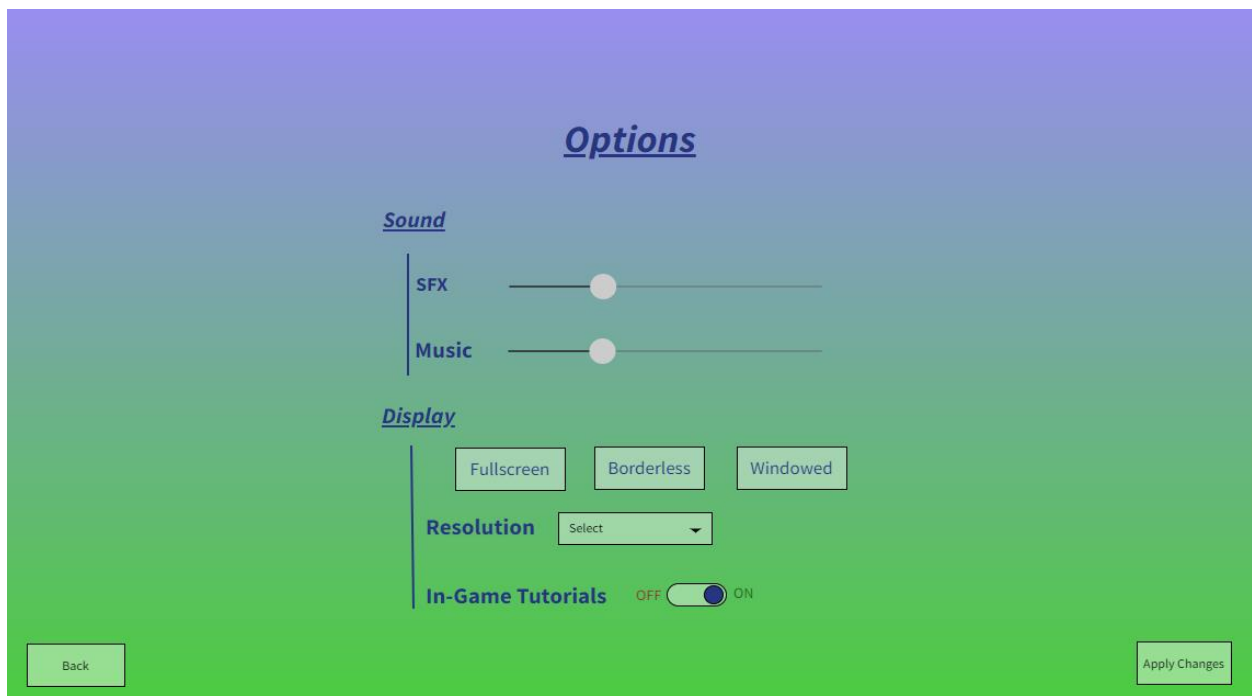 Options
Sound
SFX
Music
Display
Fullscreen Borderless Windowed
Resolution Select
In-Game Tutorials OFF ON
Back Apply Changes